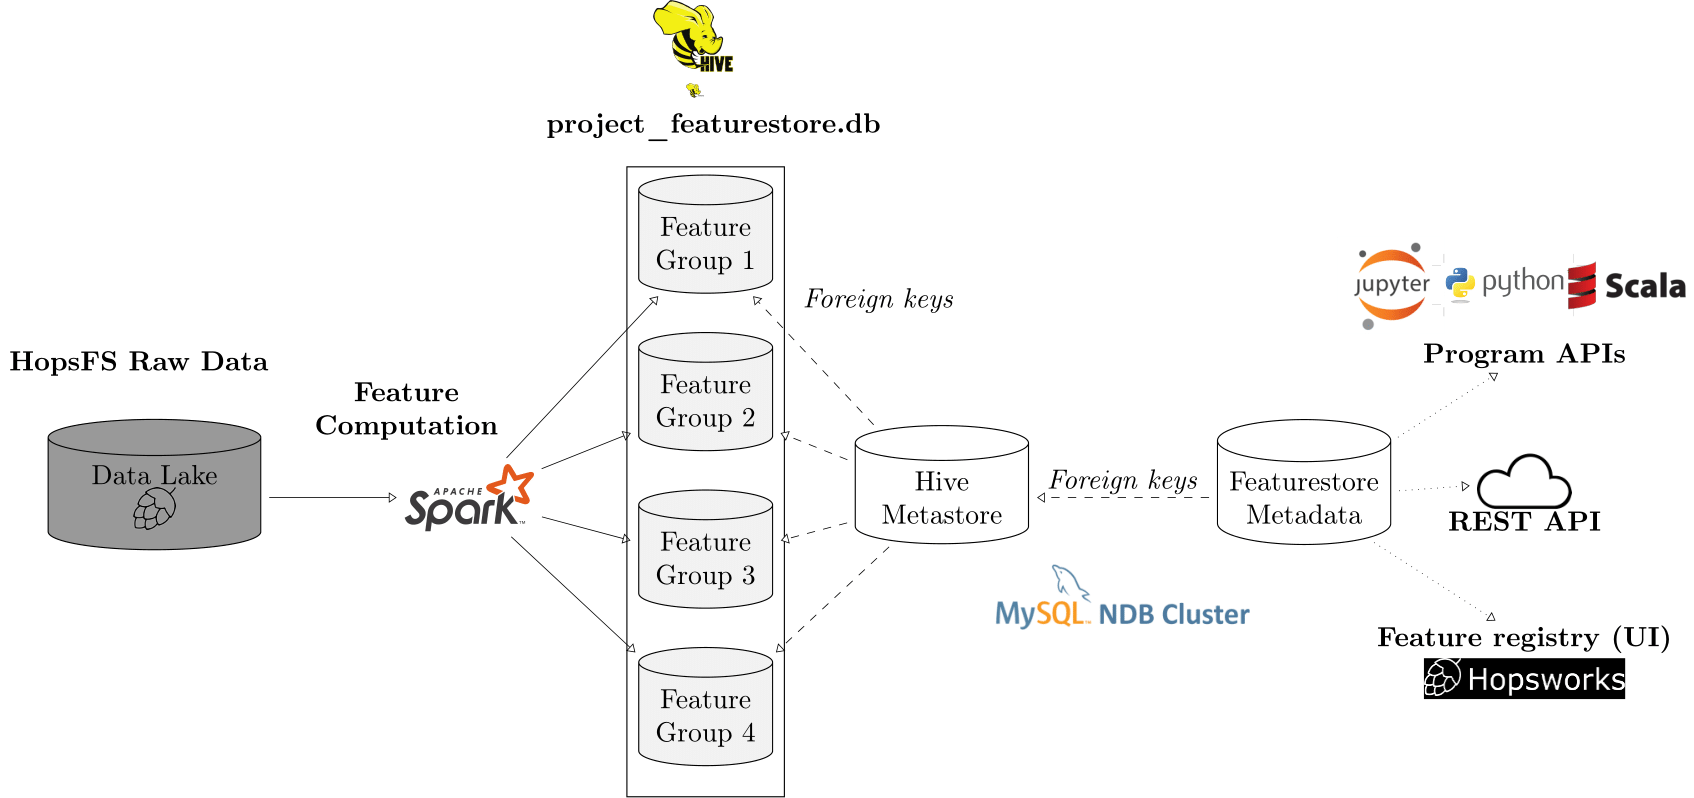 HIVE
project_featurestore.db
HopsFS Raw Data
Data Lake
Feature
Computation
APACHE
Spark™
Feature
Group 1
Feature
Group 2
Feature
Group 3
Feature
Group 4
Foreign keys
Hive
Metastore
Foreign keys
MySQL™ NDB Cluster
Featurestore
Metadata
jupyter
python
Scala
Program APIs
REST API
Feature registry (UI)
Hopsworks